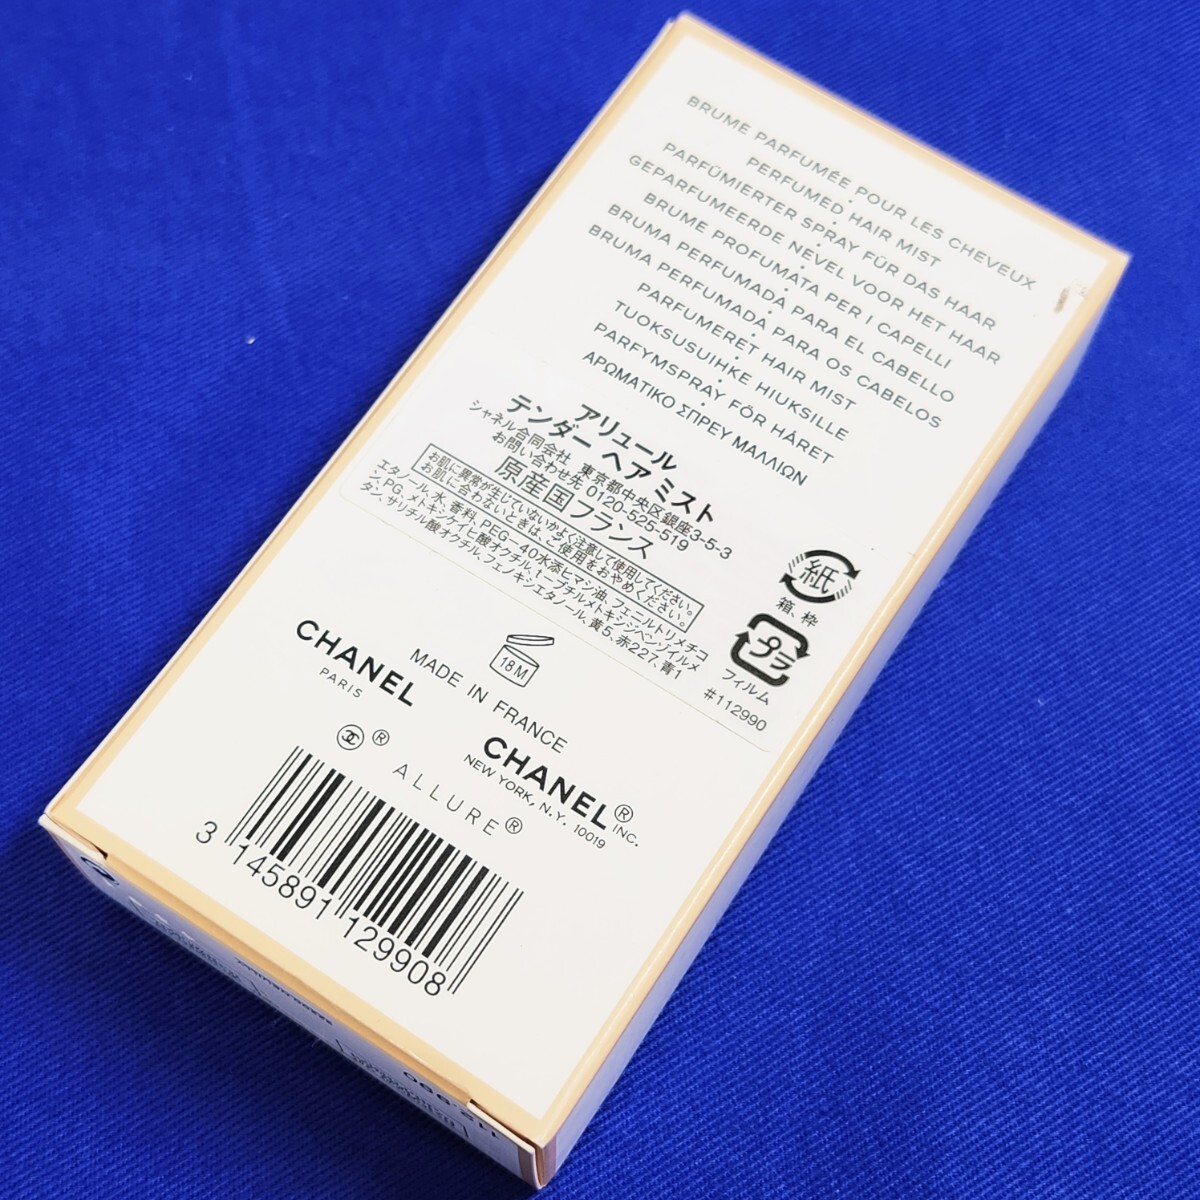 BRUME PARFUMÉE POUR LES CHEVEUX
PERFUMED HAIR MIST
PARFÜMIERTER SPRAY FÜR DAS HAAR
GEPARFUMEERDE NEVEL VOOR HET HAAR
BRUME PROFUMATA PER I CAPELLI
BRUMA PERFUMADA PARA EL CABELLO
BRUMA PERFUMADA PARA OS CABELOS
PARFUMERET HAIR MIST
TUOKSUSUIHKE HIUKSILLE
PARFYMSPRAY FÖR HÅRET
ΑΡΩΜΑΤΙΚΟ ΣΠΡΕΥ ΜΑΛΛΙΩΝ
アリュール
テンダー ヘア ミスト
シャネル合同会社 東京都中央区銀座3-5-3
お問い合わせ先 0120-525-519
原産国フランス
お肌に異常が生じていないかよく注意して使用してください。
お肌に合わないときは、ご使用をおやめください。
エタノール、水、香料、PEG-40水添ヒマシ油、フェニルトリメチコ
ン、PG、メトキシケイヒ酸オクチル、t-ブチルメトキシジベンゾイルメ
タン、サリチル酸オクチル、フェノキシエタノール、黄5、赤227、青1
紙
箱、枠
プラ
フィルム
#112990
18M
MADE IN FRANCE
CHANEL
PARIS
CHANEL® INC.
NEW YORK, N.Y. 10019
®
ALLURE®
3 145891 129908
112.990